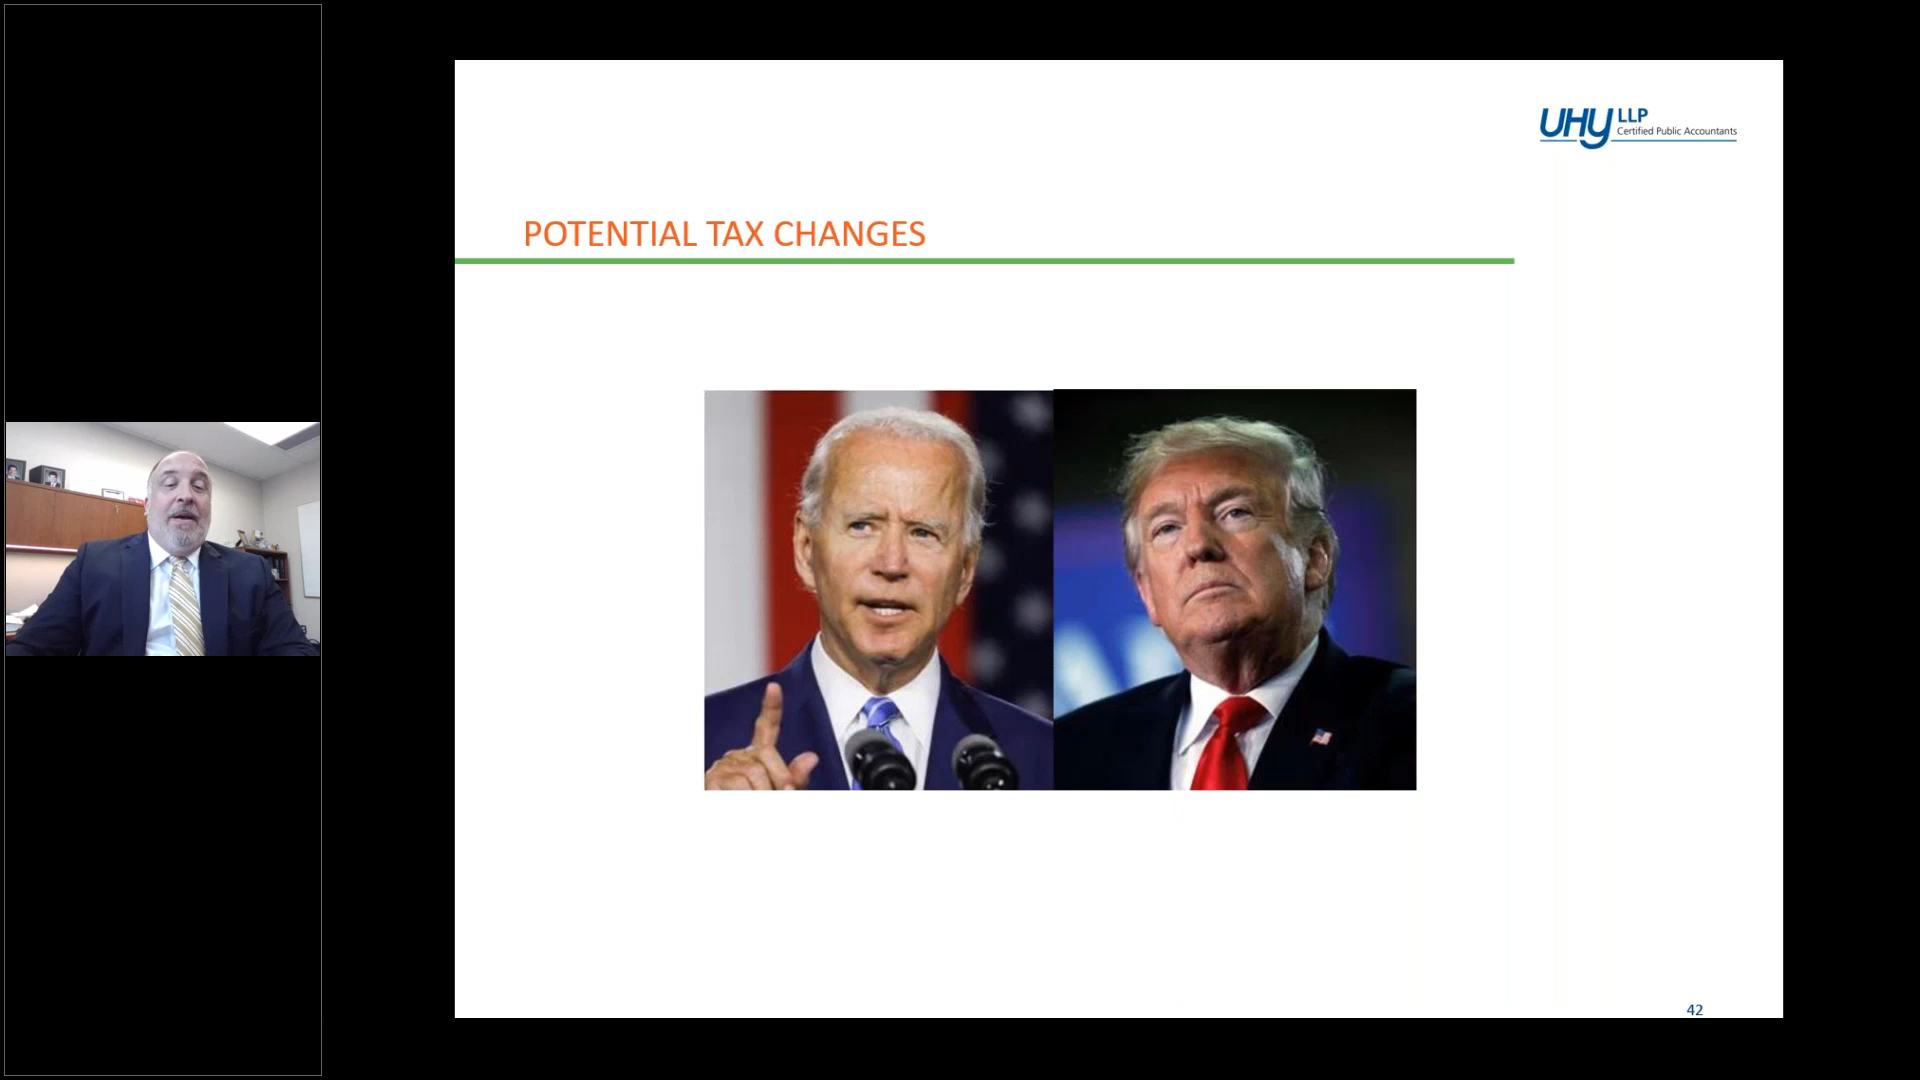 UHY LLP
Certified Public Accountants
POTENTIAL TAX CHANGES
42